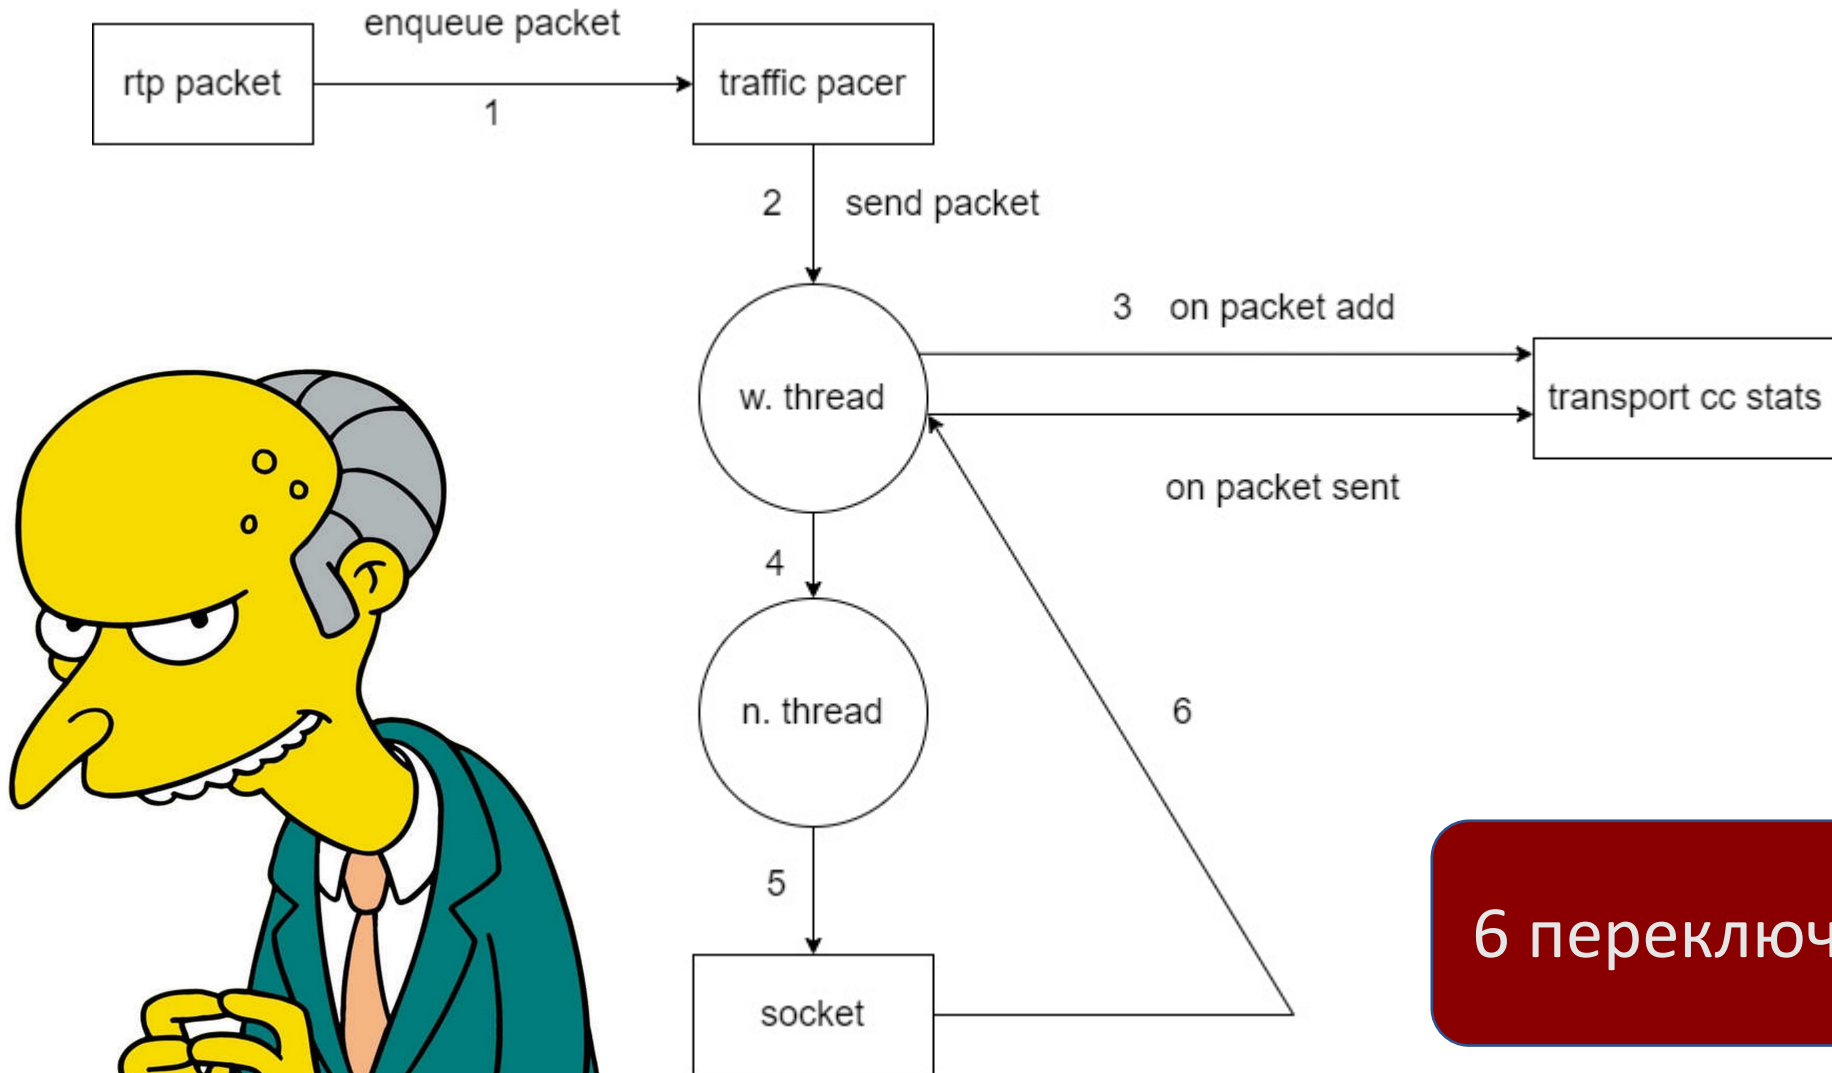 enqueue packet
rtp packet
traffic pacer
1
2 send packet
3 on packet add
w. thread
transport cc stats
on packet sent
4
n. thread
6
5
6 переключ
socket